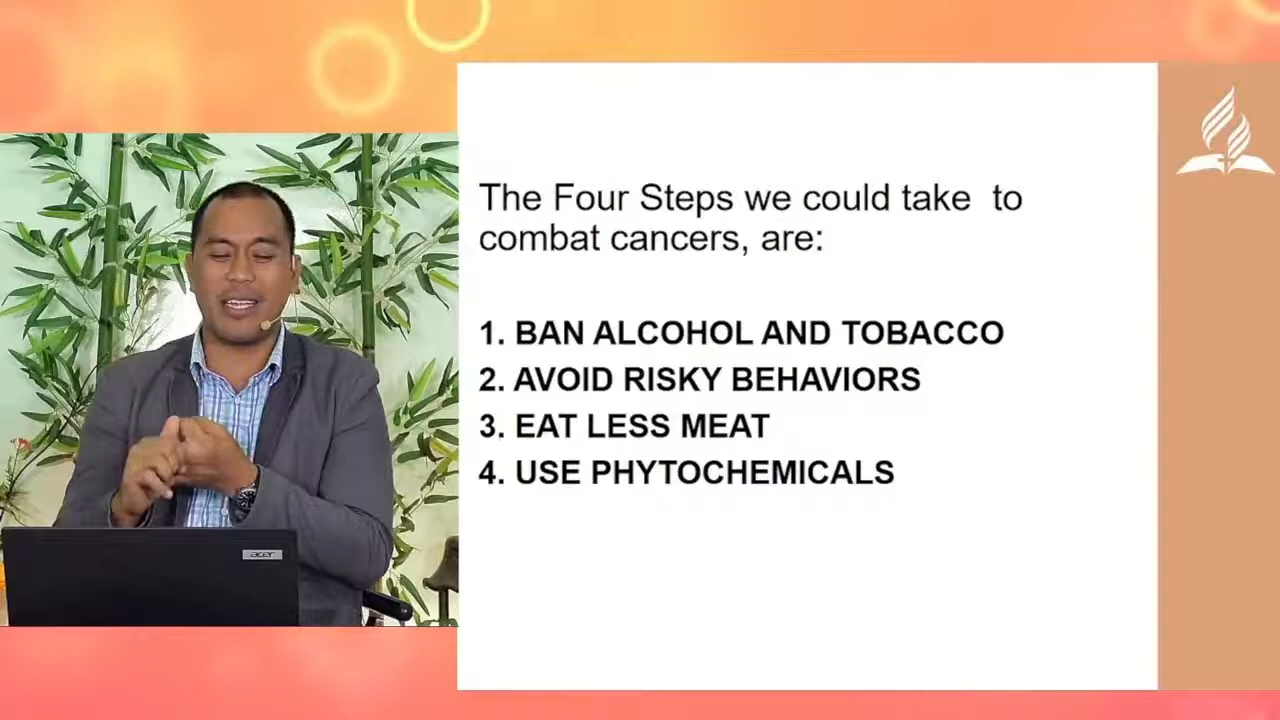 The Four Steps we could take  to
combat cancers, are:
1. BAN ALCOHOL AND TOBACCO
2. AVOID RISKY BEHAVIORS
3. EAT LESS MEAT
4. USE PHYTOCHEMICALS
acer